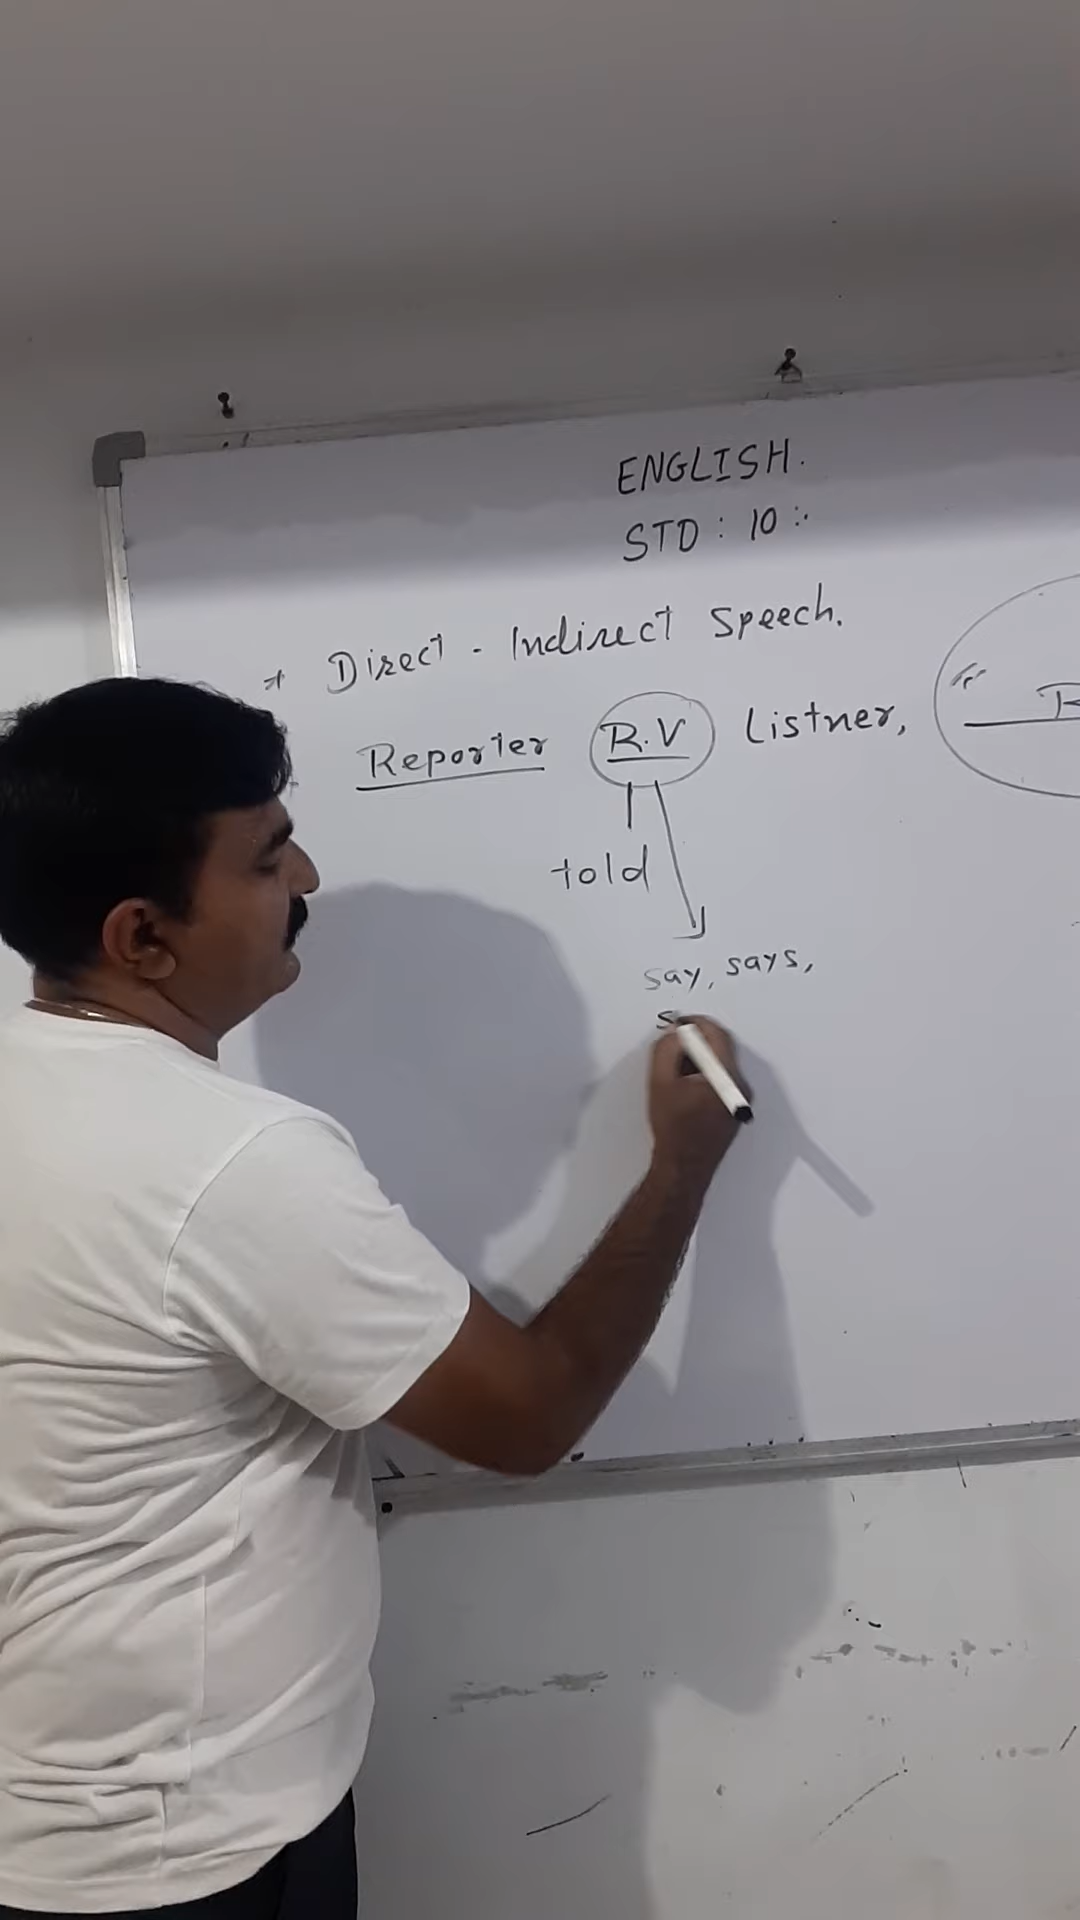 ENGLISH.
STD : 10 :.
* Direct - Indirect Speech.
Reporter R.V Listner, " R
told
say, says,
s